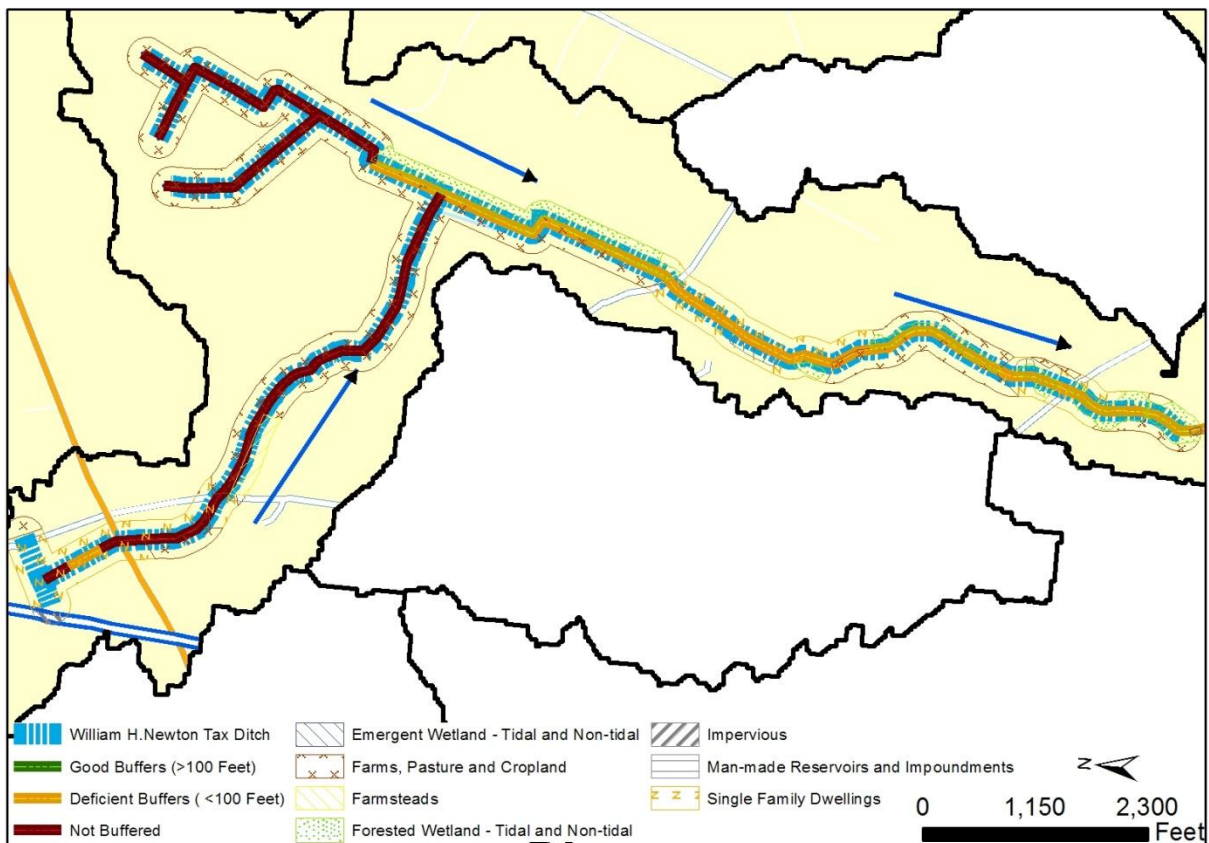 William H.Newton Tax Ditch
Good Buffers (>100 Feet)
Deficient Buffers ( <100 Feet)
Not Buffered
Emergent Wetland - Tidal and Non-tidal
Farms, Pasture and Cropland
Farmsteads
Forested Wetland - Tidal and Non-tidal
Impervious
Man-made Reservoirs and Impoundments
Single Family Dwellings
N
0 1,150 2,300
Feet